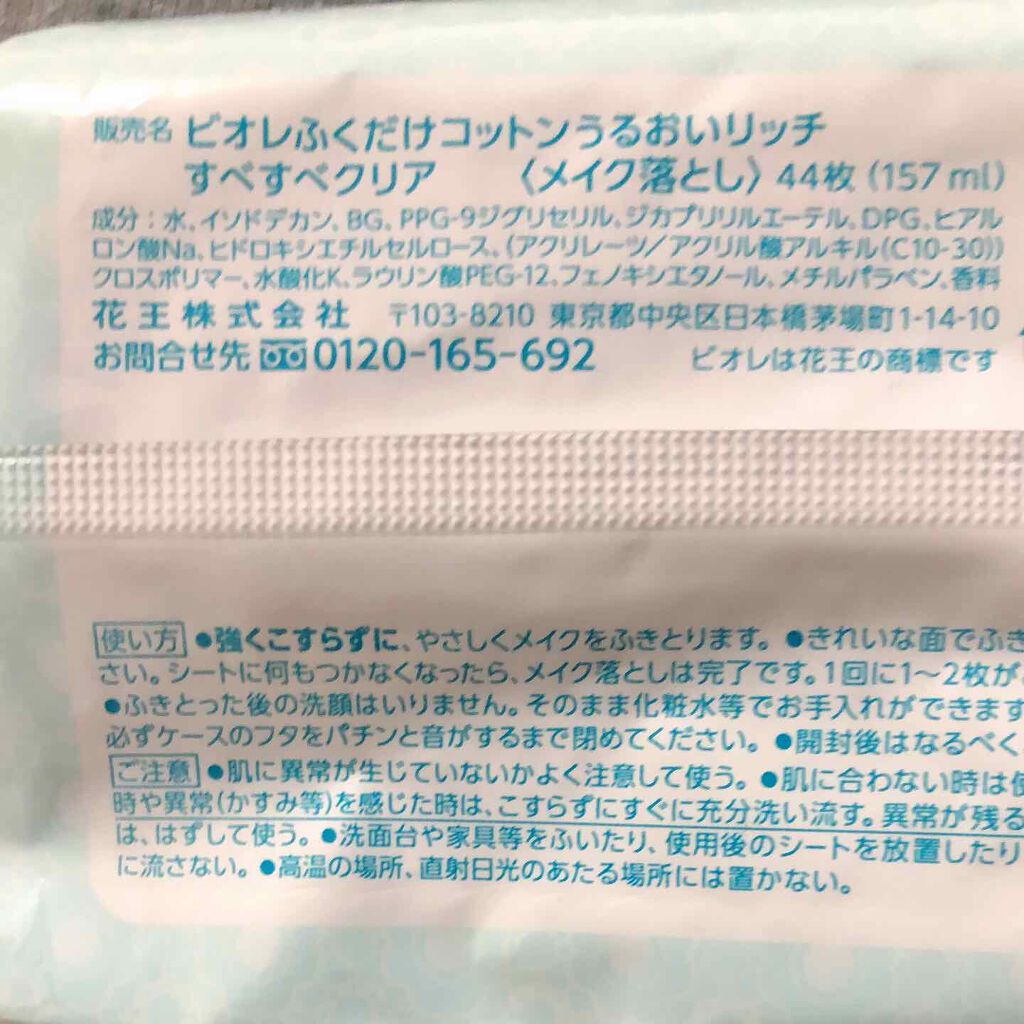 販売名 ビオレふくだけコットンうるおいリッチ
すべすべクリア 〈メイク落とし〉 44枚 (157 ml)
成分：水、イソドデカン、BG、PPG-9ジグリセリル、ジカプリリルエーテル、DPG、ヒアル
ロン酸Na、ヒドロキシエチルセルロース、(アクリレーツ/アクリル酸アルキル(C10-30))
クロスポリマー、水酸化K、ラウリン酸PEG-12、フェノキシエタノール、メチルパラベン、香料
花王株式会社 〒103-8210 東京都中央区日本橋茅場町1-14-10
お問合せ先 0120-165-692 ビオレは花王の商標です
使い方 ●強くこすらずに、やさしくメイクをふきとります。●きれいな面でふき
さい。シートに何もつかなくなったら、メイク落としは完了です。1回に1～2枚が
●ふきとった後の洗顔はいりません。そのまま化粧水等でお手入れができます
必ずケースのフタをパチンと音がするまで閉めてください。●開封後はなるべく
ご注意 ●肌に異常が生じていないかよく注意して使う。●肌に合わない時は使
時や異常(かすみ等)を感じた時は、こすらずにすぐに充分洗い流す。異常が残る
は、はずして使う。●洗面台や家具等をふいたり、使用後のシートを放置したり
に流さない。●高温の場所、直射日光のあたる場所には置かない。